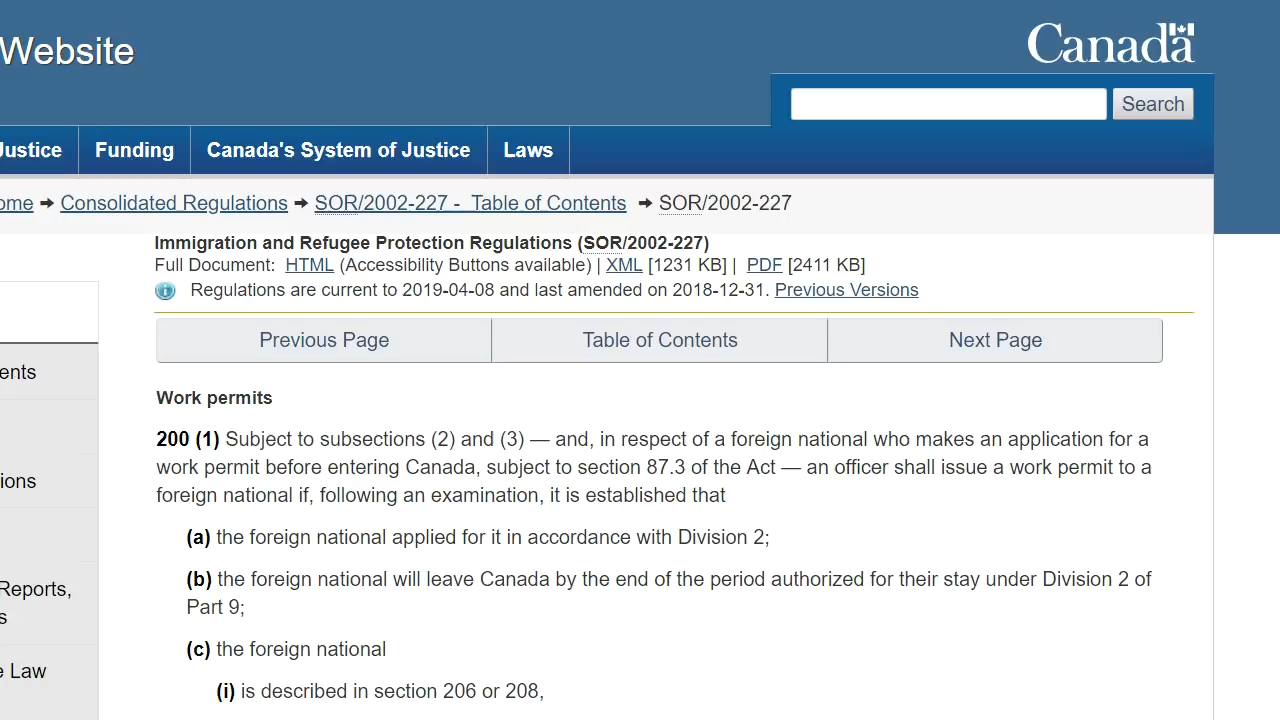 Website
Canada
Search
Justice Funding Canada's System of Justice Laws
ome → Consolidated Regulations → SOR/2002-227 - Table of Contents → SOR/2002-227
Immigration and Refugee Protection Regulations (SOR/2002-227)
Full Document: HTML (Accessibility Buttons available) | XML [1231 KB] | PDF [2411 KB]
Regulations are current to 2019-04-08 and last amended on 2018-12-31. Previous Versions
Previous Page Table of Contents Next Page
ents
ions
Reports,
s
e Law
Work permits
200 (1) Subject to subsections (2) and (3) — and, in respect of a foreign national who makes an application for a
work permit before entering Canada, subject to section 87.3 of the Act — an officer shall issue a work permit to a
foreign national if, following an examination, it is established that
(a) the foreign national applied for it in accordance with Division 2;
(b) the foreign national will leave Canada by the end of the period authorized for their stay under Division 2 of
Part 9;
(c) the foreign national
(i) is described in section 206 or 208,